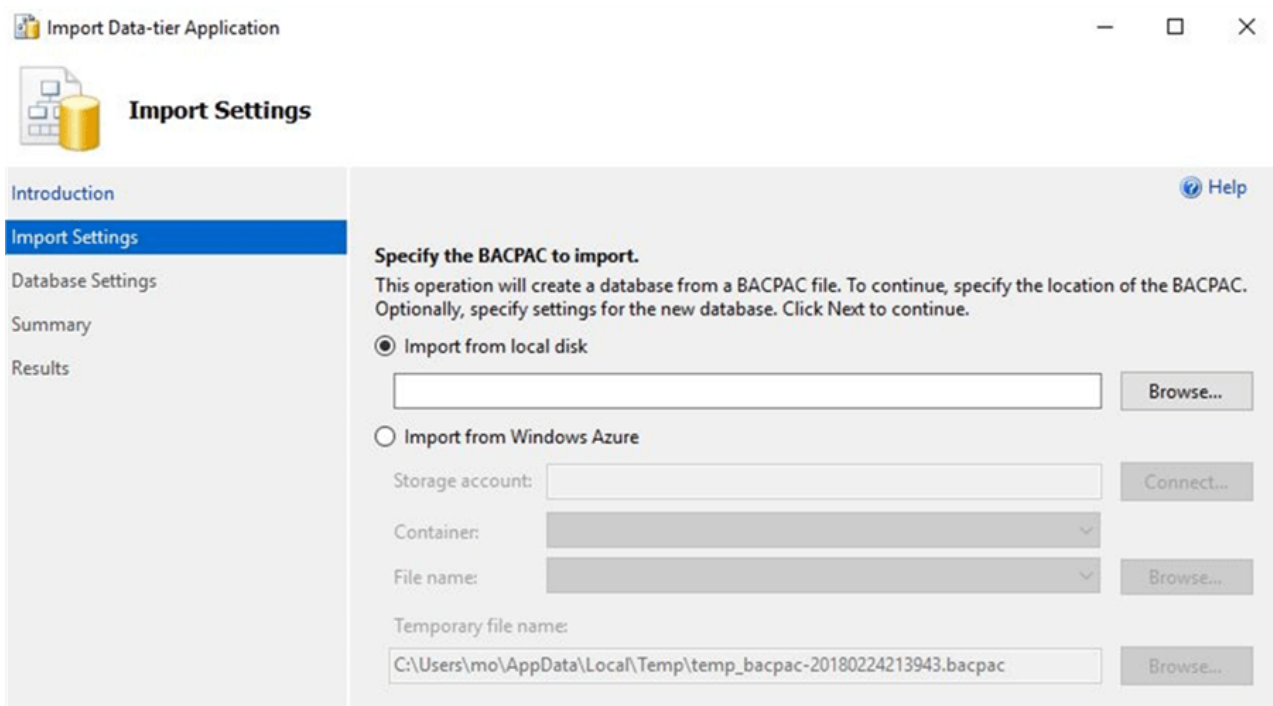 Import Data-tier Application
Import Settings
Introduction
Import Settings
Database Settings
Summary
Results
Help
Specify the BACPAC to import.
This operation will create a database from a BACPAC file. To continue, specify the location of the BACPAC.
Optionally, specify settings for the new database. Click Next to continue.
Import from local disk
Browse...
Import from Windows Azure
Storage account:
Connect...
Container:
File name:
Browse...
Temporary file name:
C:\Users\mo\AppData\Local\Temp\temp_bacpac-20180224213943.bacpac
Browse...